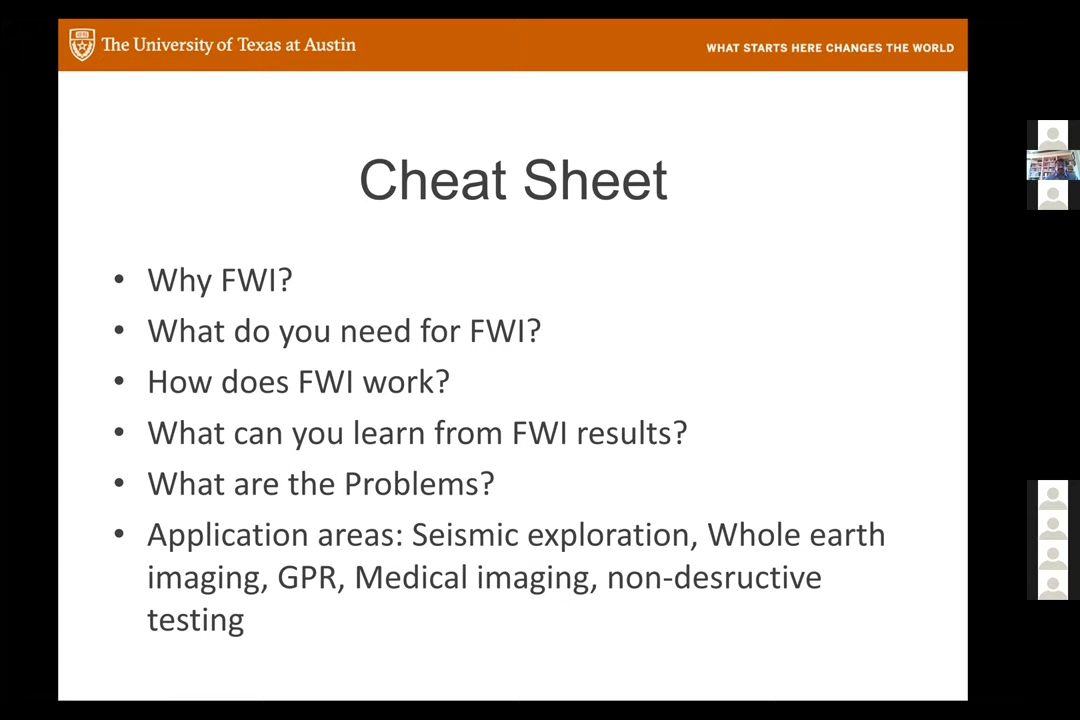 The University of Texas at Austin
WHAT STARTS HERE CHANGES THE WORLD
Cheat Sheet
• Why FWI?
• What do you need for FWI?
• How does FWI work?
• What can you learn from FWI results?
• What are the Problems?
• Application areas: Seismic exploration, Whole earth
imaging, GPR, Medical imaging, non-desructive
testing